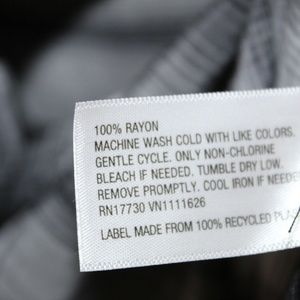 100% RAYON
MACHINE WASH COLD WITH LIKE COLORS,
GENTLE CYCLE. ONLY NON-CHLORINE
BLEACH IF NEEDED. TUMBLE DRY LOW.
REMOVE PROMPTLY. COOL IRON IF NEEDE
RN17730 VN1111626
LABEL MADE FROM 100% RECYCLED PLA